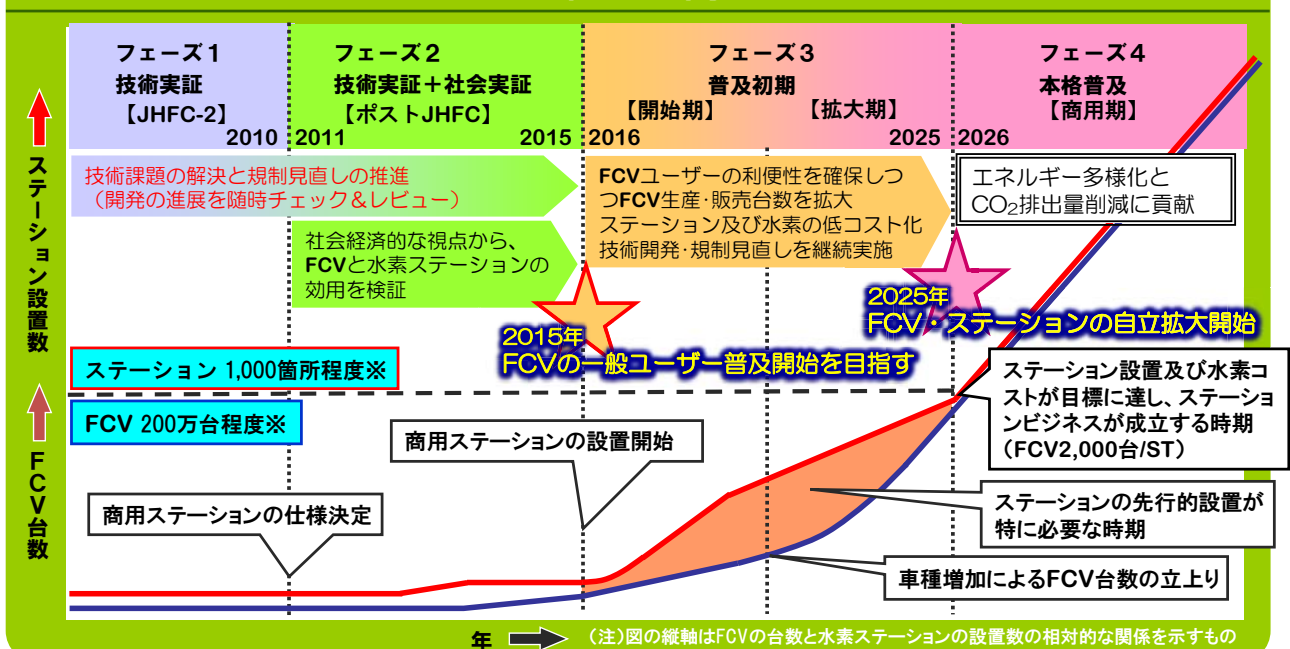 フェーズ1
技術実証
【JHFC-2】
2010
フェーズ2
技術実証＋社会実証
【ポストJHFC】
2011
2015
フェーズ3
普及初期
【開始期】
【拡大期】
2016
2025
フェーズ4
本格普及
【商用期】
2026
ステーション設置数
FCV台数
技術課題の解決と規制見直しの推進
（開発の進展を随時チェック＆レビュー）
社会経済的な視点から、
FCVと水素ステーションの
効用を検証
FCVユーザーの利便性を確保しつ
つFCV生産・販売台数を拡大
ステーション及び水素の低コスト化
技術開発・規制見直しを継続実施
エネルギー多様化と
CO₂排出量削減に貢献
2015年
FCVの一般ユーザー普及開始を目指す
2025年
FCV・ステーションの自立拡大開始
ステーション 1,000箇所程度※
FCV 200万台程度※
商用ステーションの仕様決定
商用ステーションの設置開始
ステーション設置及び水素コ
ストが目標に達し、ステーショ
ンビジネスが成立する時期
（FCV2,000台/ST）
ステーションの先行的設置が
特に必要な時期
車種増加によるFCV台数の立上り
年
（注）図の縦軸はFCVの台数と水素ステーションの設置数の相対的な関係を示すもの